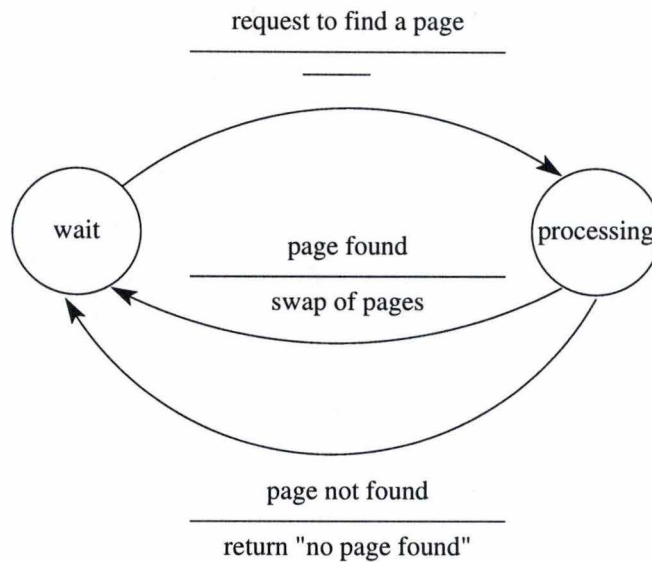 request to find a page
wait
processing
page found
swap of pages
page not found
return "no page found"